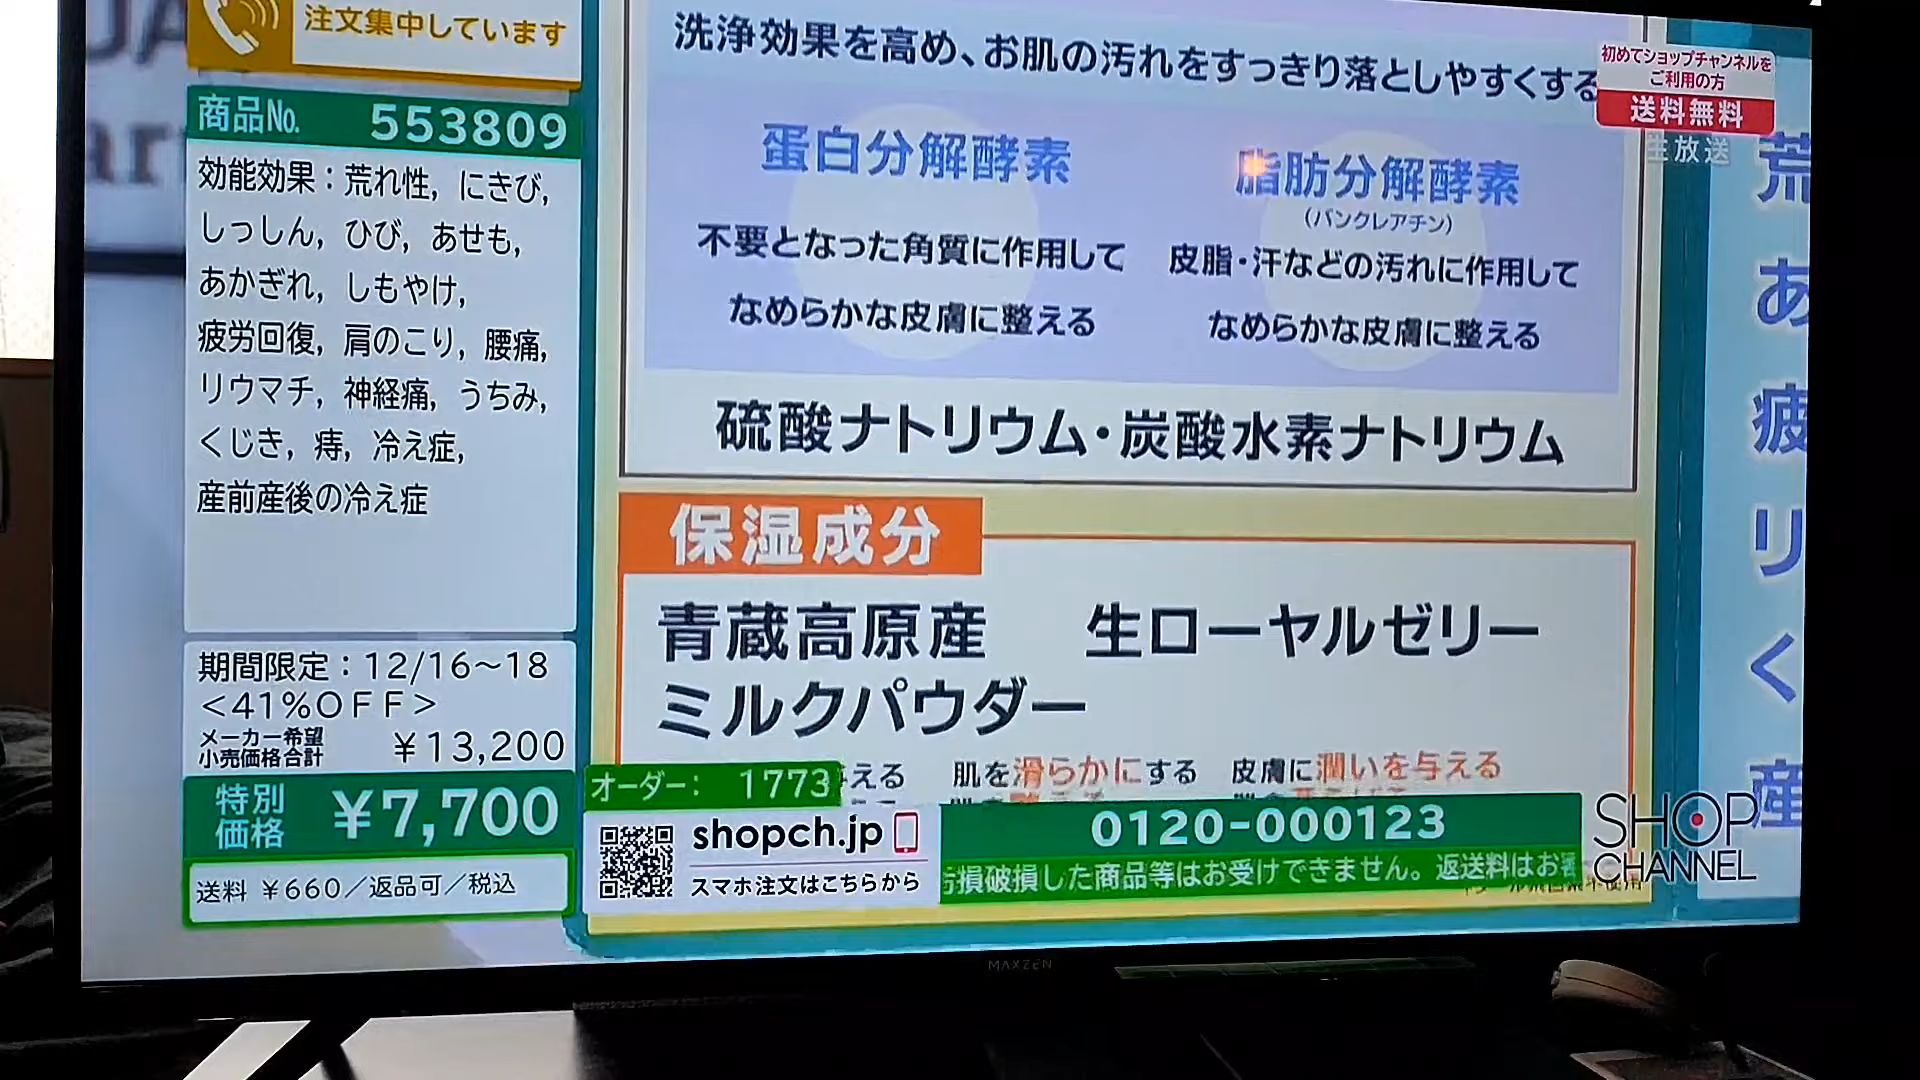 注文集中しています
商品No. 553809
効能効果：荒れ性, にきび,
しっしん, ひび, あせも,
あかぎれ, しもやけ,
疲労回復, 肩のこり, 腰痛,
リウマチ, 神経痛, うちみ,
くじき, 痔, 冷え症,
産前産後の冷え症
期間限定：12/16～18
＜41％OFF＞
メーカー希望
小売価格合計 ￥13,200
特別
価格 ￥7,700
送料 ￥660／返品可／税込
洗浄効果を高め、お肌の汚れをすっきり落としやすくする
蛋白分解酵素
不要となった角質に作用して
なめらかな皮膚に整える
脂肪分解酵素
(パンクレアチン)
皮脂・汗などの汚れに作用して
なめらかな皮膚に整える
硫酸ナトリウム・炭酸水素ナトリウム
保湿成分
青蔵高原産
ミルクパウダー
生ローヤルゼリー
える
肌を滑らかにする
皮膚に潤いを与える
オーダー： 1773
shopch.jp
スマホ注文はこちらから
0120-000123
損破損した商品等はお受けできません。返送料はお
SHOP
CHANNEL
初めてショップチャンネルを
ご利用の方
送料無料
生放送
荒
あ
疲
リ
く
産
MAXZEN